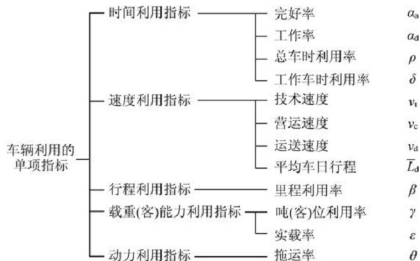 时间利用指标 完好率 αa
工作率 αd
总车时利用率 ρ
工作车时利用率 δ
速度利用指标 技术速度 vt
营运速度 vc
运送速度 vd
车辆利用的
单项指标
平均车日行程 L̅d
行程利用指标 里程利用率 β
载重(客)能力利用指标 吨(客)位利用率 γ
实载率 ε
动力利用指标 拖运率 θ